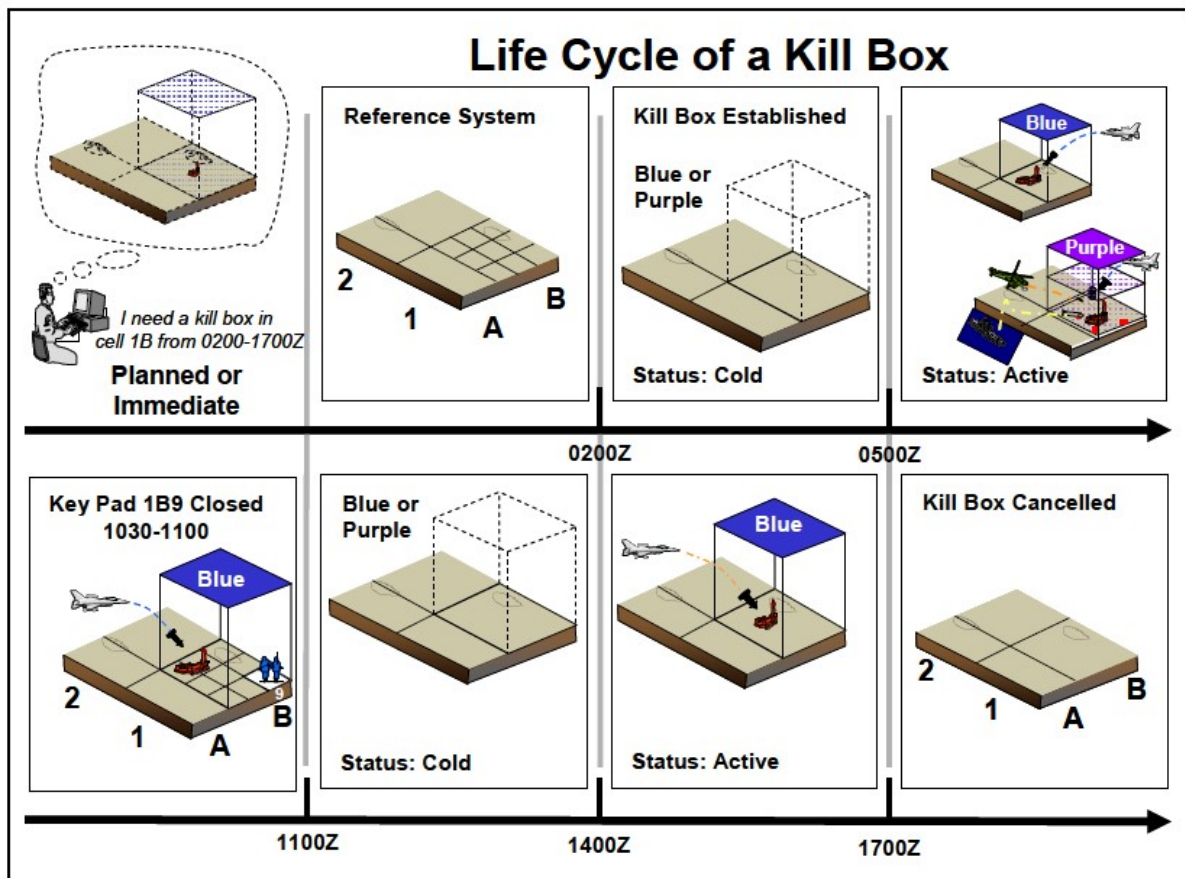 Life Cycle of a Kill Box
I need a kill box in
cell 1B from 0200-1700Z
Planned or
Immediate
Reference System
2
1
A
B
Kill Box Established
Blue or
Purple
Status: Cold
Blue
Purple
Status: Active
0200Z
0500Z
Key Pad 1B9 Closed
1030-1100
Blue
9
2
1
A
B
Blue or
Purple
Status: Cold
Blue
Status: Active
Kill Box Cancelled
2
1
A
B
1100Z
1400Z
1700Z